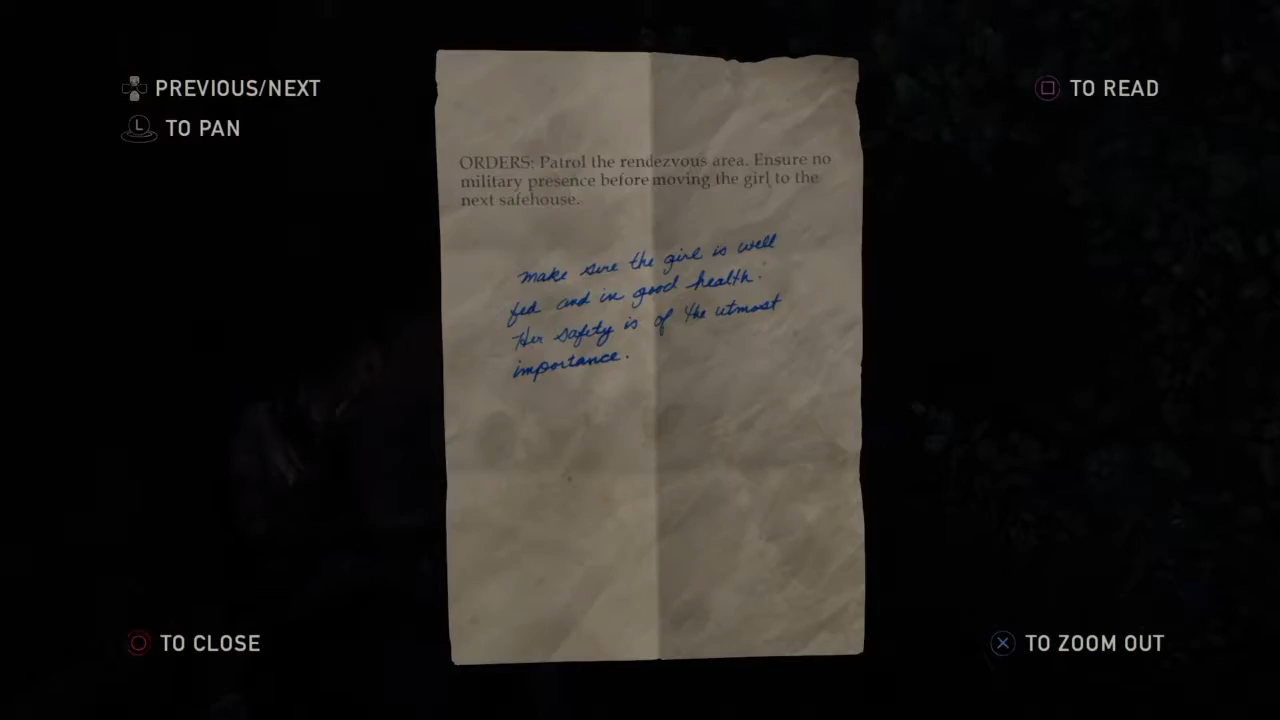 PREVIOUS/NEXT
L TO PAN
TO READ
ORDERS: Patrol the rendezvous area. Ensure no
military presence before moving the girl to the
next safehouse.
Make sure the girl is well
fed and in good health.
Her safety is of the utmost
importance.
TO CLOSE
TO ZOOM OUT